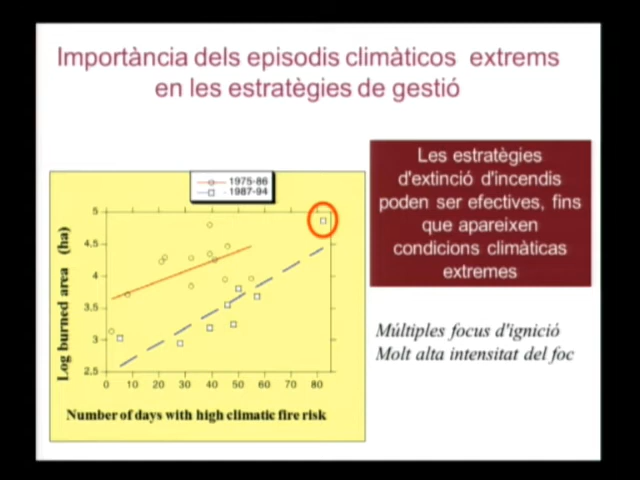 Importància dels episodis climàticos extrems
en les estratègies de gestió
Les estratègies
d'extinció d'incendis
poden ser efectives, fins
que apareixen
condicions climàticas
extremes
Múltiples focus d'ignició
Molt alta intensitat del foc
1975-86
1987-94
Log burned area (ha)
5
4,5
4
3,5
3
2,5
0 10 20 30 40 50 60 70 80
Number of days with high climatic fire risk